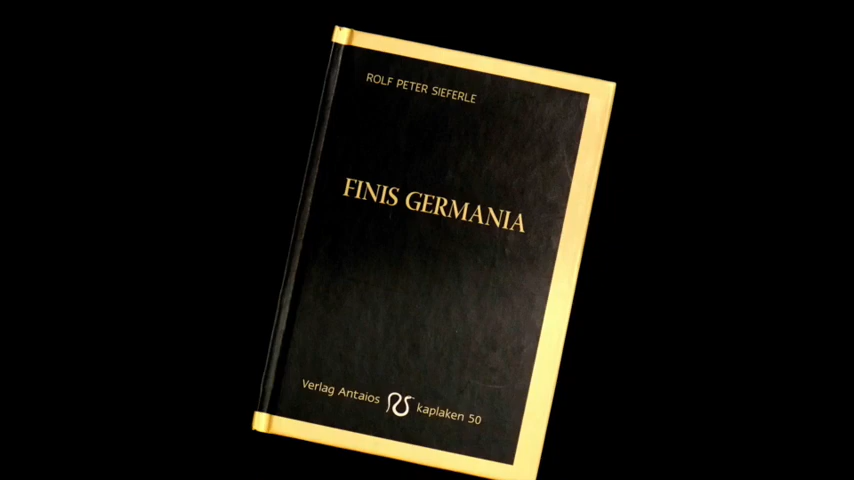 ROLF PETER SIEFERLE
FINIS GERMANIA
Verlag Antaios kaplaken 50